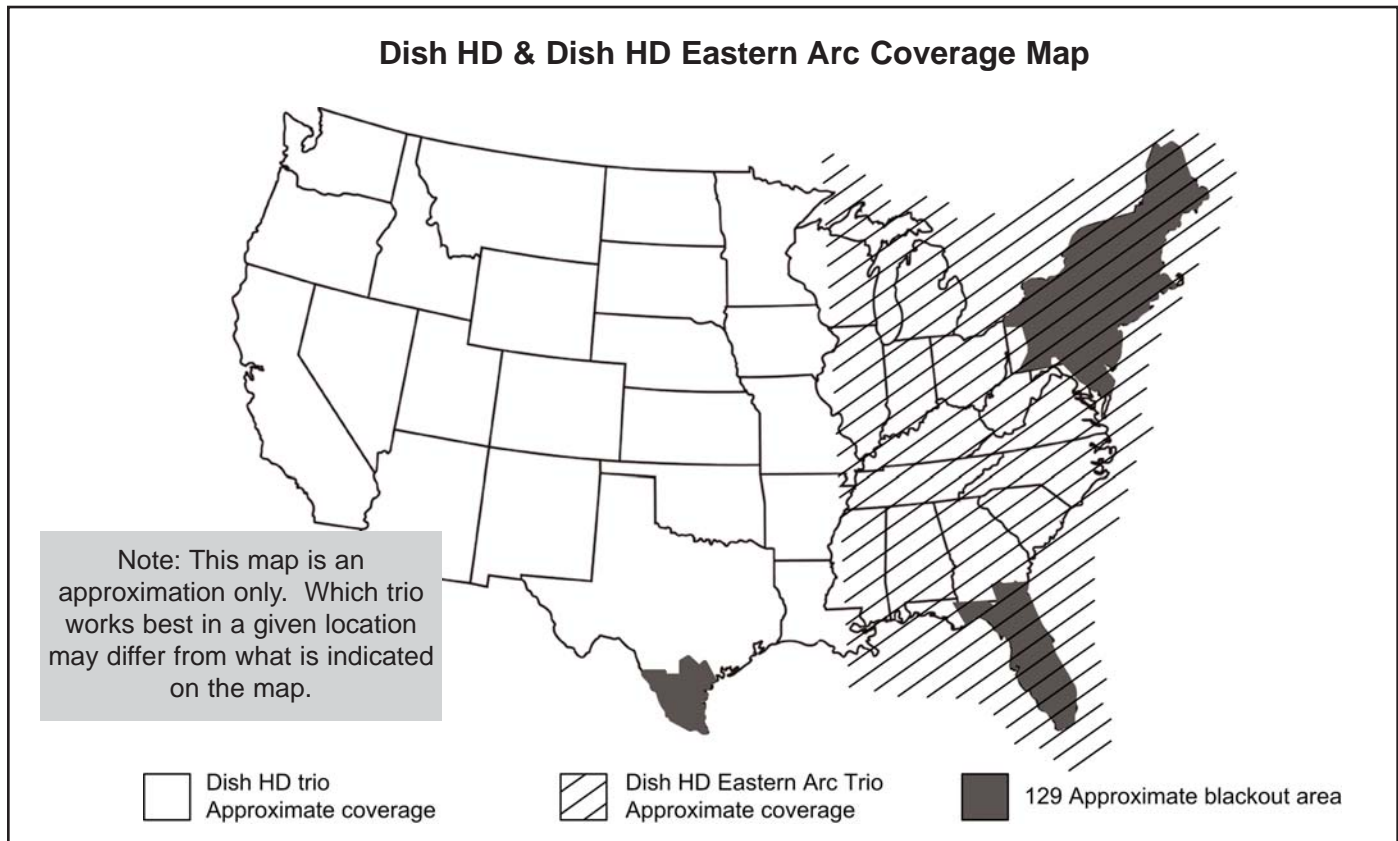 Dish HD & Dish HD Eastern Arc Coverage Map
Note: This map is an
approximation only. Which trio
works best in a given location
may differ from what is indicated
on the map.
Dish HD trio
Approximate coverage
Dish HD Eastern Arc Trio
Approximate coverage
129 Approximate blackout area